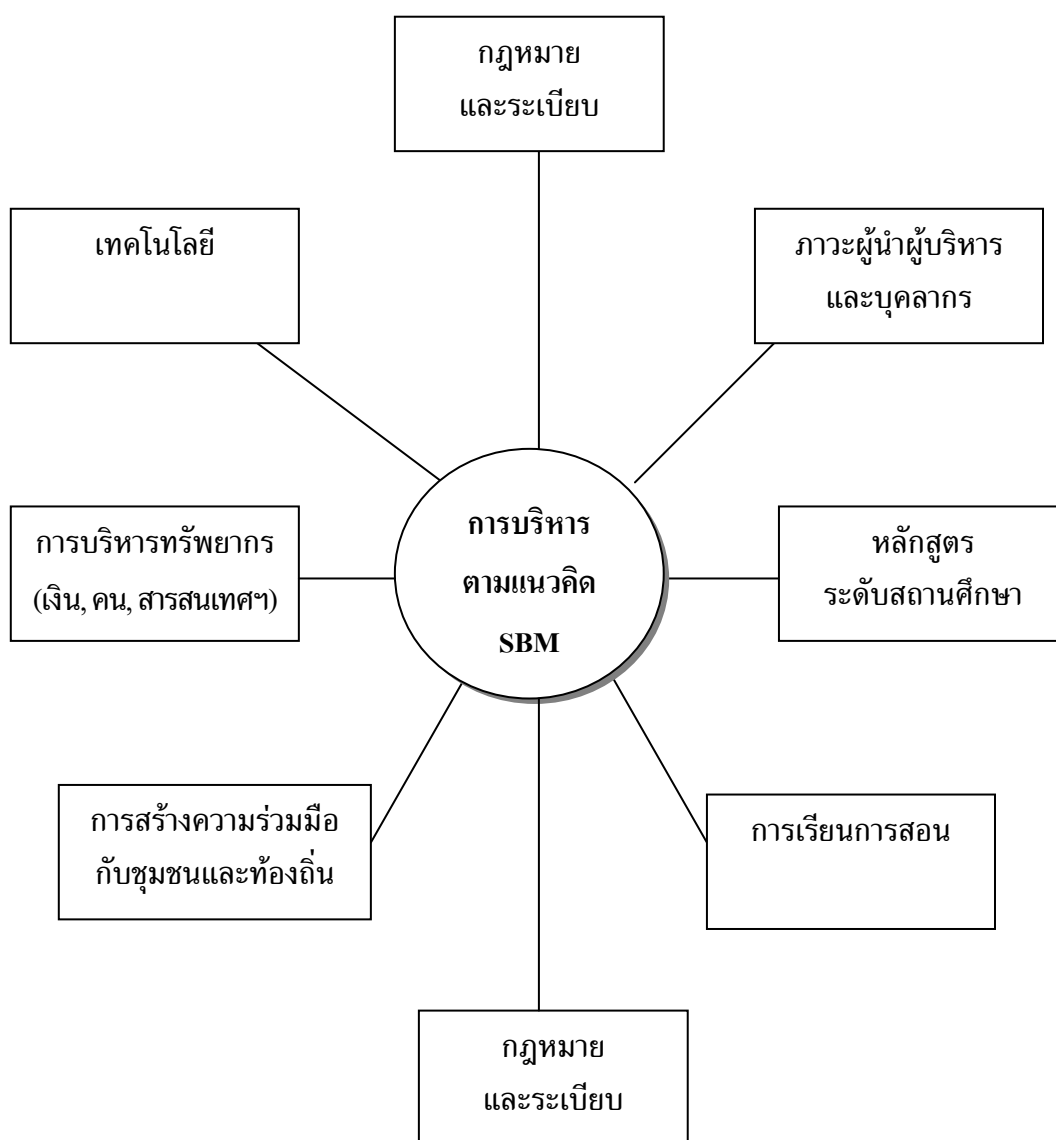 กฎหมาย
และระเบียบ
เทคโนโลยี
ภาวะผู้นำผู้บริหาร
และบุคลากร
การบริหารทรัพยากร
(เงิน, คน, สารสนเทศฯ)
การบริหาร
ตามแนวคิด
SBM
หลักสูตร
ระดับสถานศึกษา
การสร้างความร่วมมือ
กับชุมชนและท้องถิ่น
การเรียนการสอน
กฎหมาย
และระเบียบ